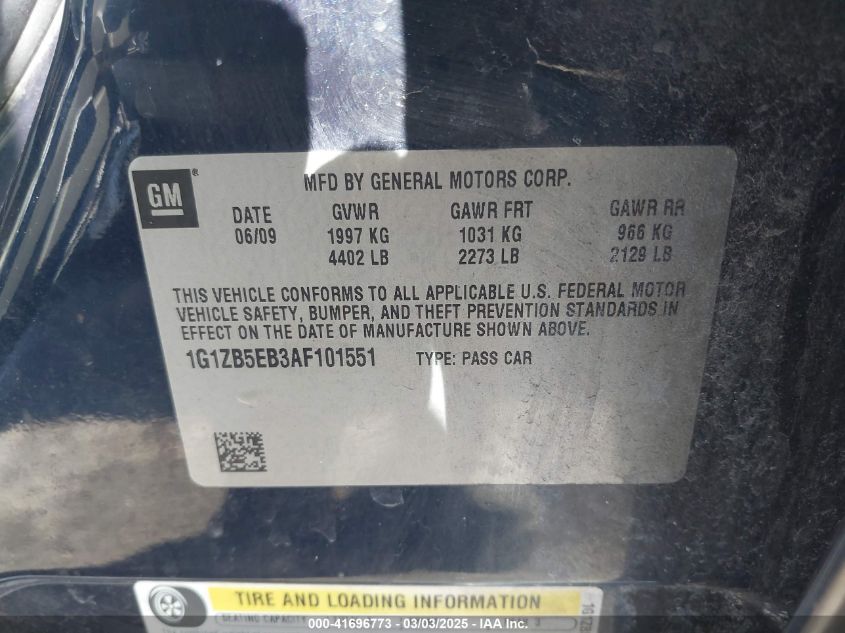 GM
MFD BY GENERAL MOTORS CORP.
DATE GVWR GAWR FRT GAWR RR
06/09 1997 KG 1031 KG 966 KG
4402 LB 2273 LB 2129 LB
THIS VEHICLE CONFORMS TO ALL APPLICABLE U.S. FEDERAL MOTOR
VEHICLE SAFETY, BUMPER, AND THEFT PREVENTION STANDARDS IN
EFFECT ON THE DATE OF MANUFACTURE SHOWN ABOVE.
1G1ZB5EB3AF101551 TYPE: PASS CAR
TIRE AND LOADING INFORMATION
SEATING CAPACITY
000-41696773 - 03/03/2025 - IAA Inc.